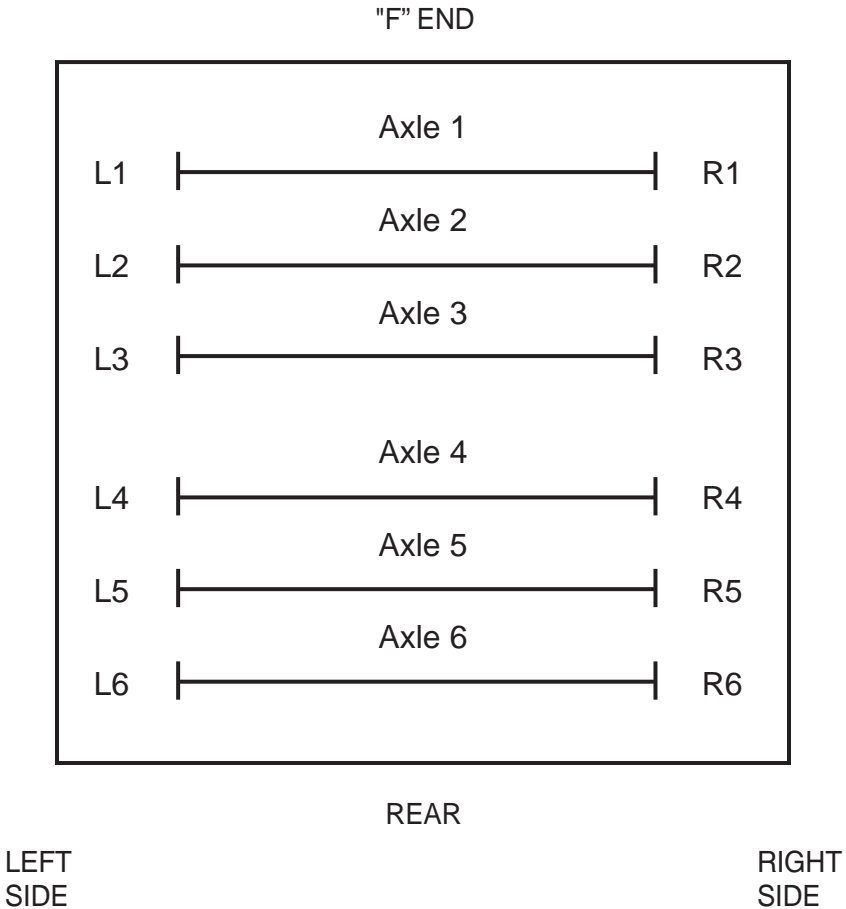 "F” END
Axle 1
L1 R1
Axle 2
L2 R2
Axle 3
L3 R3
Axle 4
L4 R4
Axle 5
L5 R5
Axle 6
L6 R6
REAR
LEFT
SIDE
RIGHT
SIDE